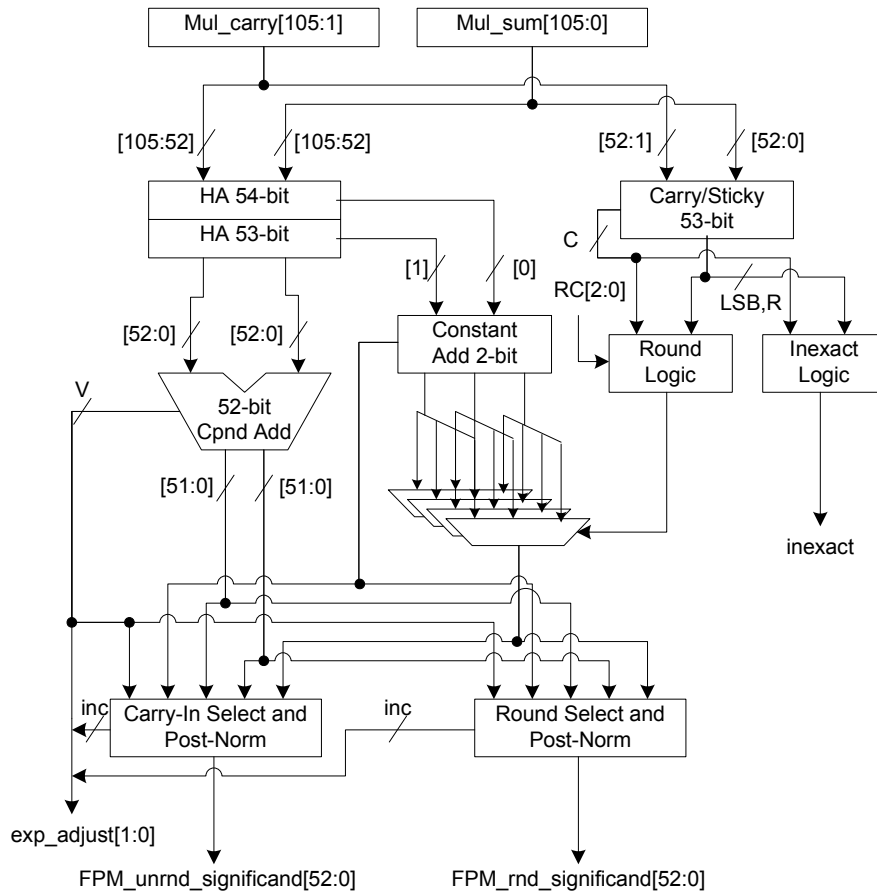 Mul_carry[105:1]
Mul_sum[105:0]
[105:52]
[105:52]
[52:1]
[52:0]
HA 54-bit
HA 53-bit
Carry/Sticky
53-bit
C
[1]
[0]
RC[2:0]
LSB,R
[52:0]
[52:0]
Constant
Add 2-bit
Round
Logic
Inexact
Logic
V
52-bit
Cpnd Add
[51:0]
[51:0]
inexact
inc
Carry-In Select and
Post-Norm
inc
Round Select and
Post-Norm
exp_adjust[1:0]
FPM_unrnd_significand[52:0]
FPM_rnd_significand[52:0]